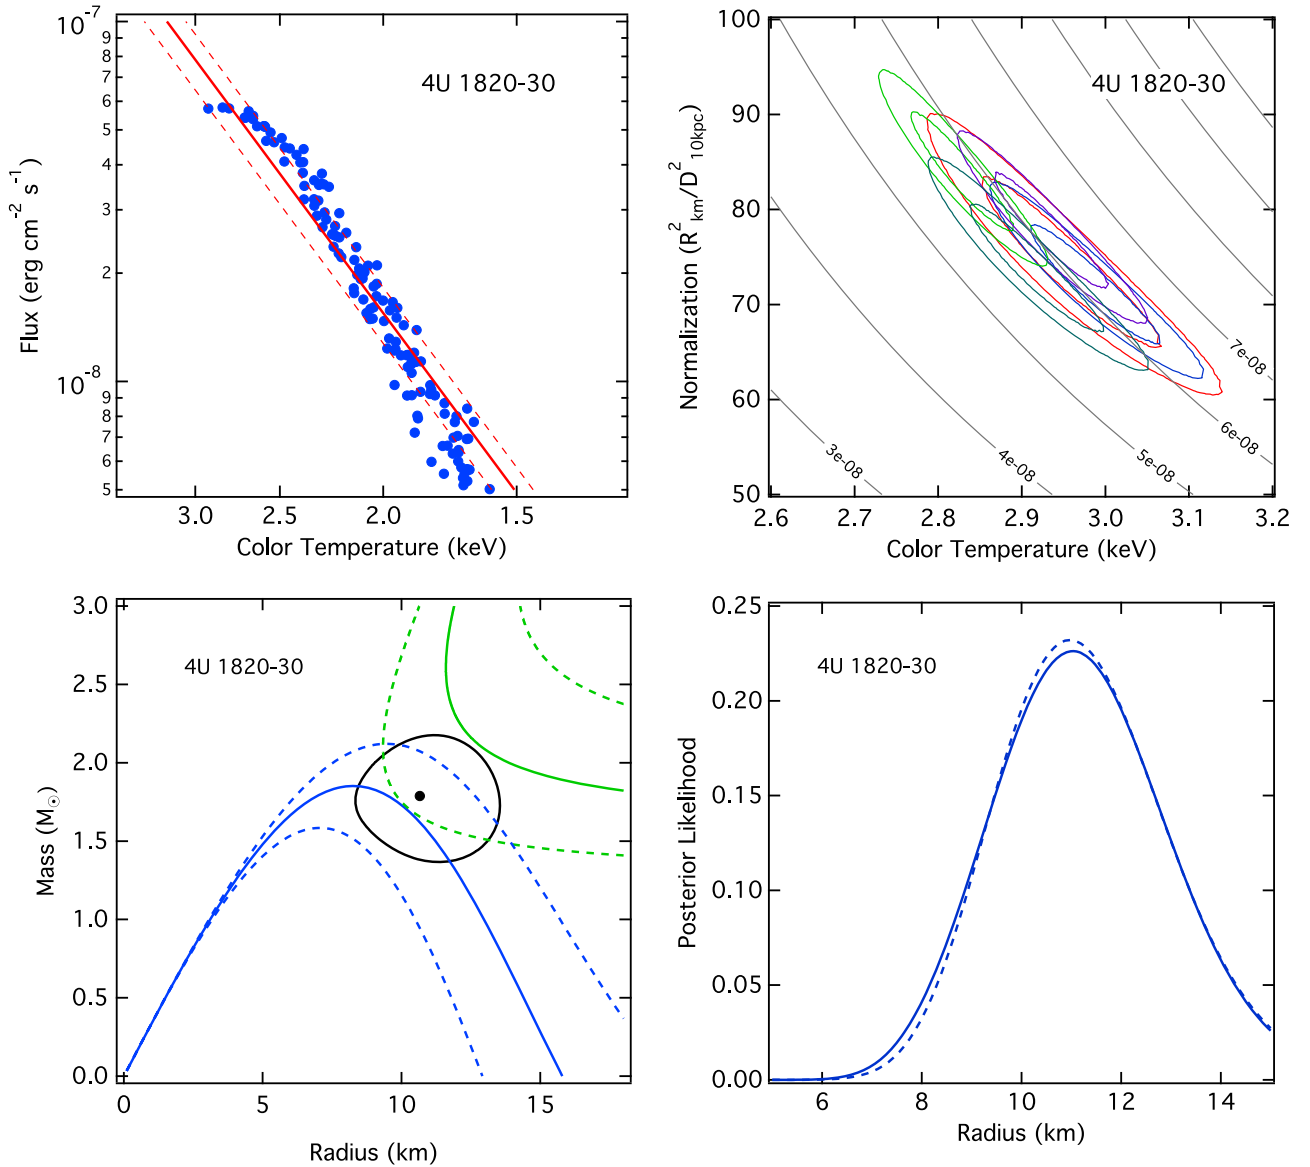 10⁻⁷
9
8
7
6
5
4
3
2
10⁻⁸
9
8
7
6
5
3.0 2.5 2.0 1.5
Flux (erg cm⁻² s⁻¹)
Color Temperature (keV)
4U 1820-30
100
90
80
70
60
50
2.6 2.7 2.8 2.9 3.0 3.1 3.2
Normalization (R²km/D²10kpc)
Color Temperature (keV)
4U 1820-30
3e-08
4e-08
5e-08
6e-08
7e-08
3.0
2.5
2.0
1.5
1.0
0.5
0.0
0 5 10 15
Mass (M☉)
Radius (km)
4U 1820-30
0.25
0.20
0.15
0.10
0.05
0.00
6 8 10 12 14
Posterior Likelihood
Radius (km)
4U 1820-30